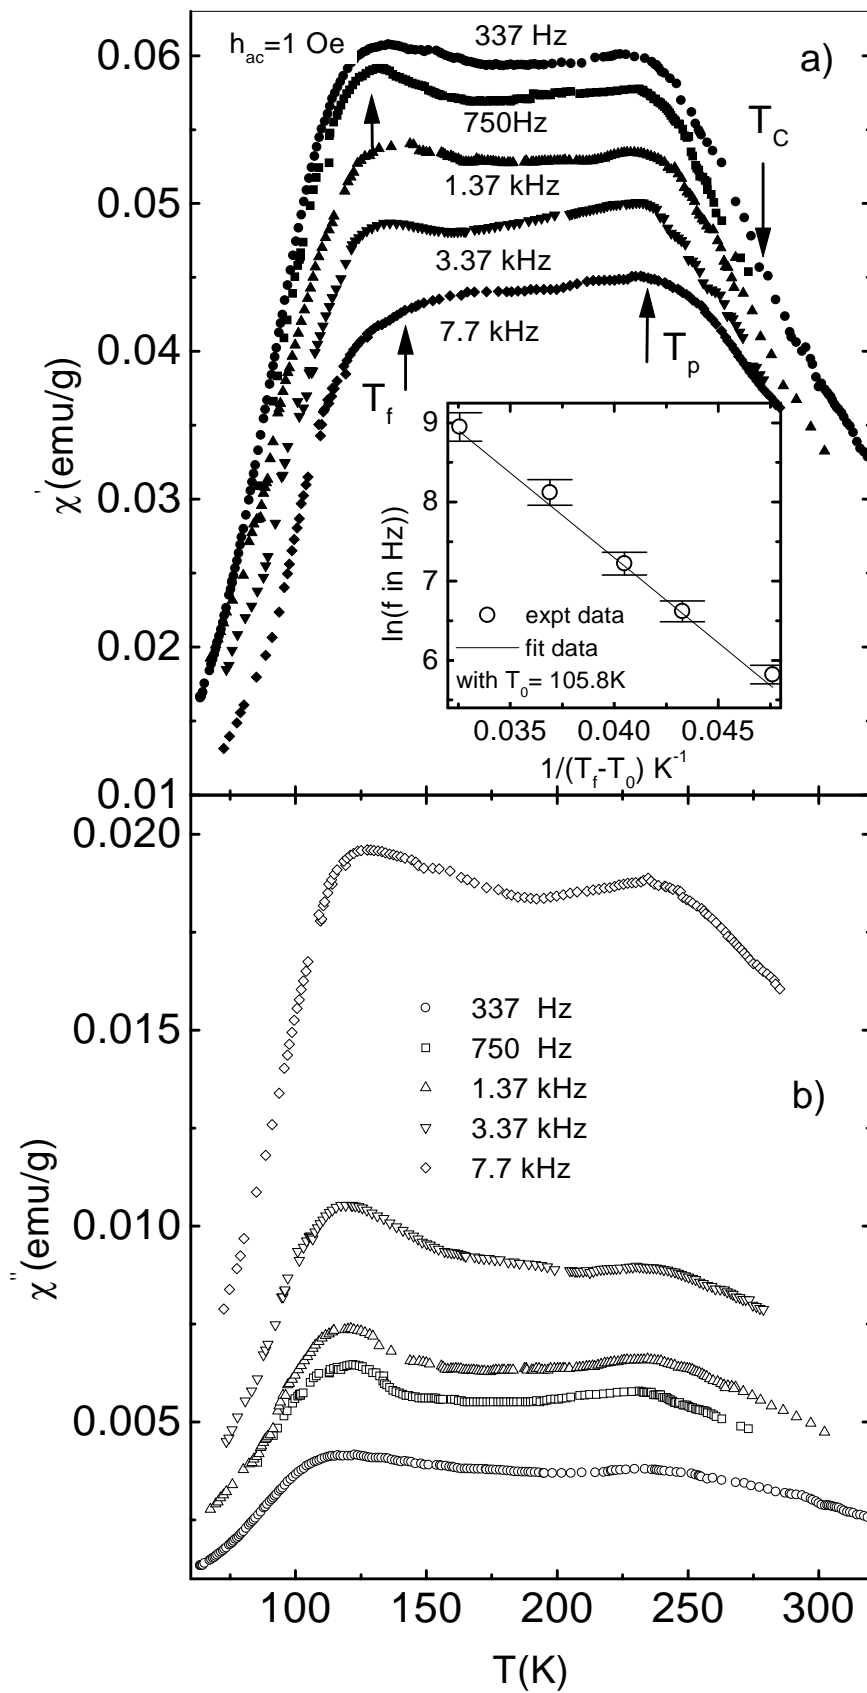 h_ac=1 Oe
337 Hz
a)
750Hz
T_C
1.37 kHz
3.37 kHz
7.7 kHz
T_f
T_p
0.06
0.05
0.04
0.03
0.02
0.01
χ'(emu/g)
9
8
7
6
ln(f in Hz))
expt data
fit data
with T_0= 105.8K
0.035 0.040 0.045
1/(T_f-T_0) K^-1
0.020
0.015
0.010
0.005
χ''(emu/g)
337 Hz
750 Hz
1.37 kHz
3.37 kHz
7.7 kHz
b)
100 150 200 250 300
T(K)